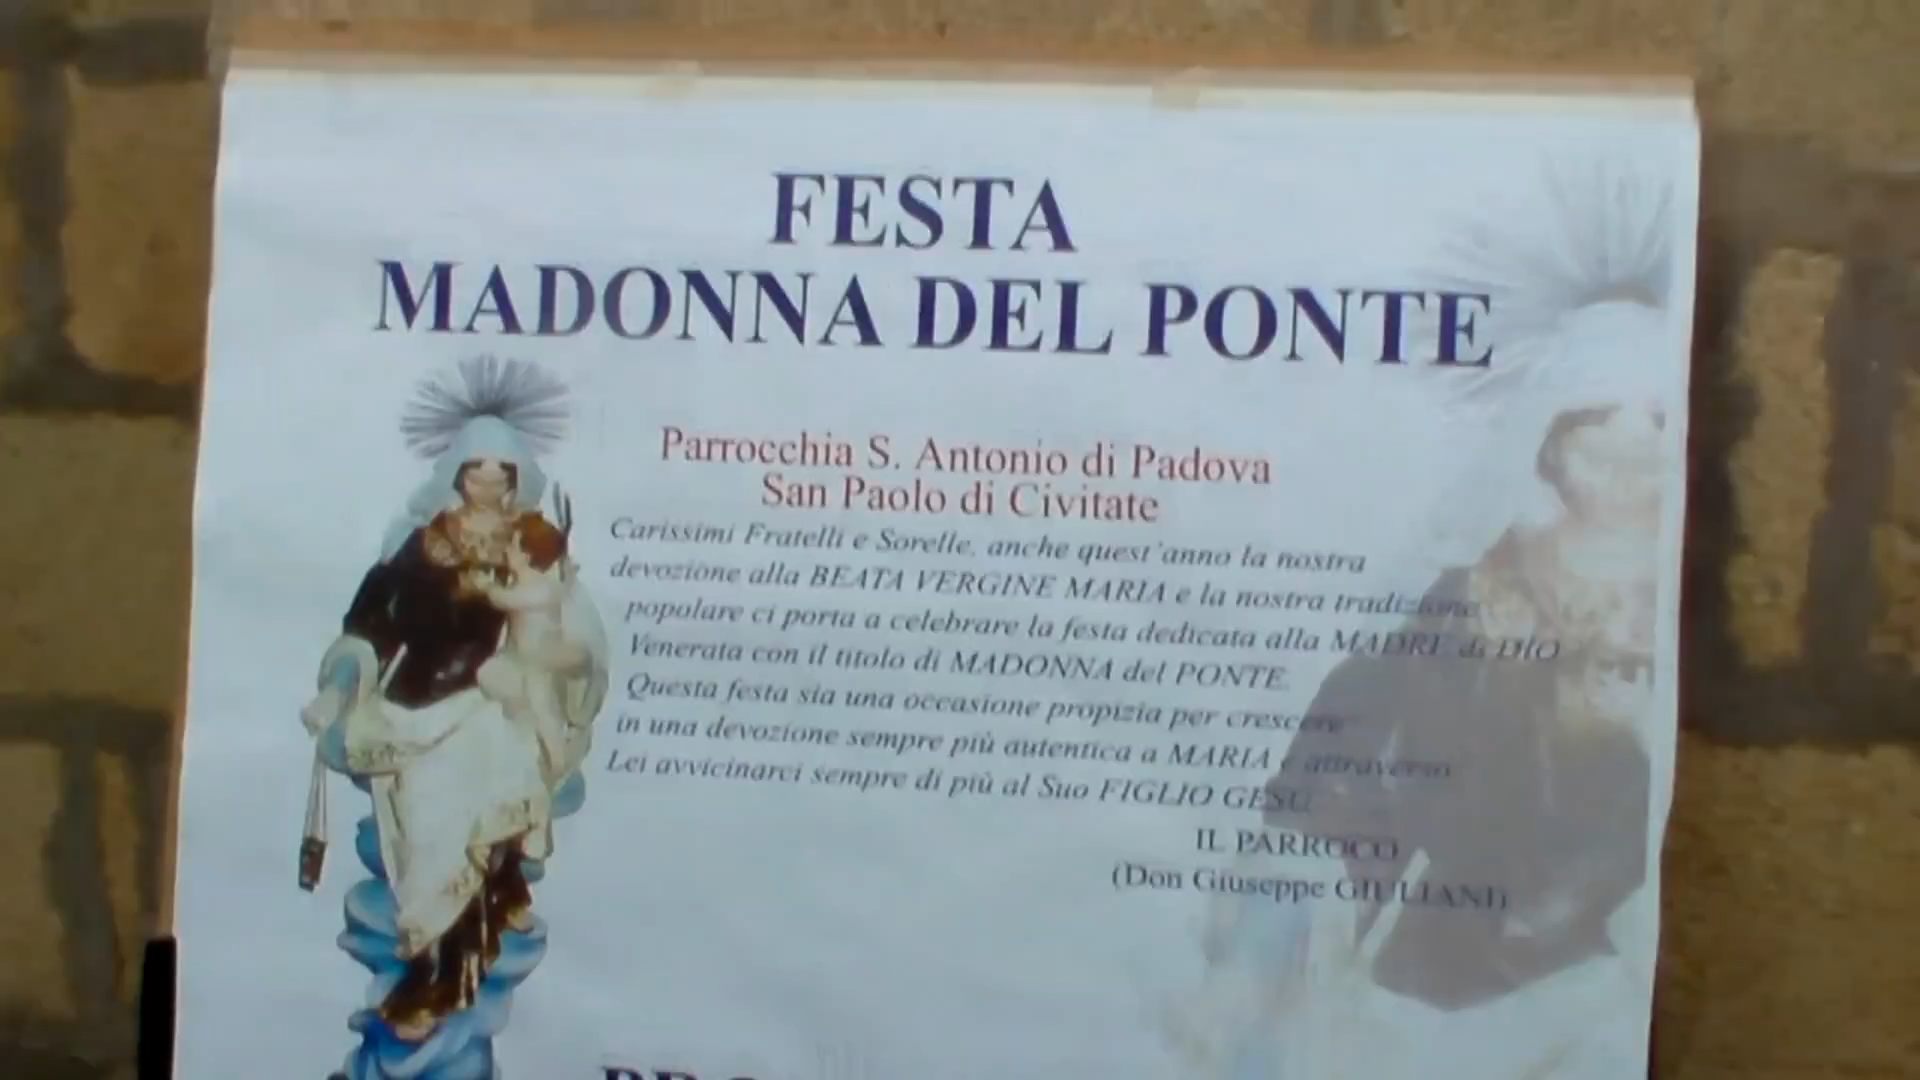 FESTA
MADONNA DEL PONTE
Parrocchia S. Antonio di Padova
San Paolo di Civitate
Carissimi Fratelli e Sorelle, anche quest'anno la nostra
devozione alla BEATA VERGINE MARIA e la nostra tradizione
popolare ci porta a celebrare la festa dedicata alla MADRE di DIO
Venerata con il titolo di MADONNA del PONTE.
Questa festa sia una occasione propizia per crescere
in una devozione sempre più autentica a MARIA e attraverso
Lei avvicinarci sempre di più al Suo FIGLIO GESU
IL PARROCO
(Don Giuseppe GIULIANI)